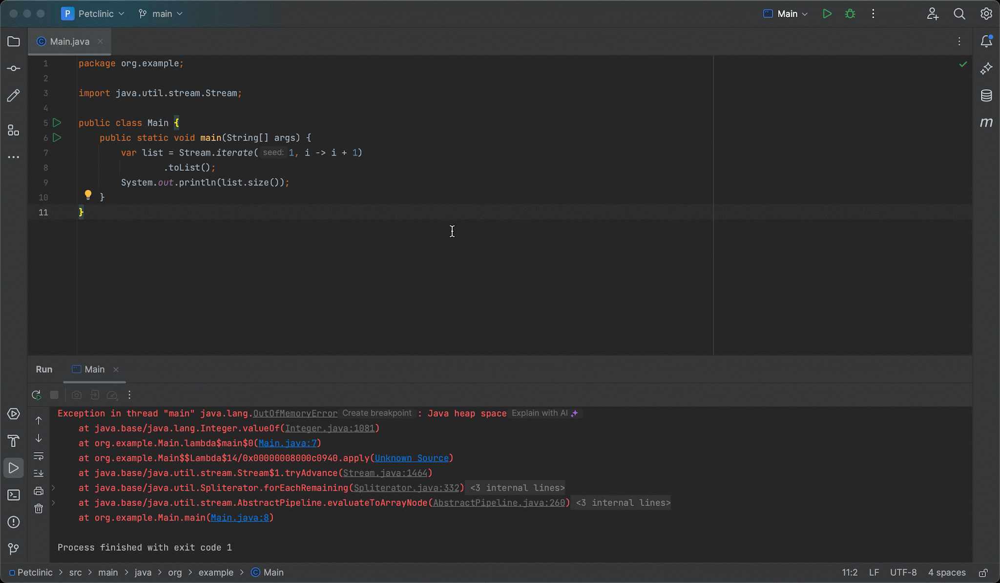 P Petclinic main Main
Main.java
1 package org.example;
2
3 import java.util.stream.Stream;
4
5 public class Main {
6 public static void main(String[] args) {
7 var list = Stream.iterate( seed: 1, i -> i + 1)
8 .toList();
9 System.out.println(list.size());
10 }
11 }
Run Main
Exception in thread "main" java.lang.OutOfMemoryError Create breakpoint : Java heap space Explain with AI
at java.base/java.lang.Integer.valueOf(Integer.java:1081)
at org.example.Main.lambda$main$0(Main.java:7)
at org.example.Main$$Lambda$14/0x00000008000c0940.apply(Unknown Source)
at java.base/java.util.stream.Stream$1.tryAdvance(Stream.java:1464)
at java.base/java.util.Spliterator.forEachRemaining(Spliterator.java:332) <3 internal lines>
at java.base/java.util.stream.AbstractPipeline.evaluateToArrayNode(AbstractPipeline.java:260) <3 internal lines>
at org.example.Main.main(Main.java:8)
Process finished with exit code 1
Petclinic > src > main > java > org > example > Main 11:2 LF UTF-8 4 spaces